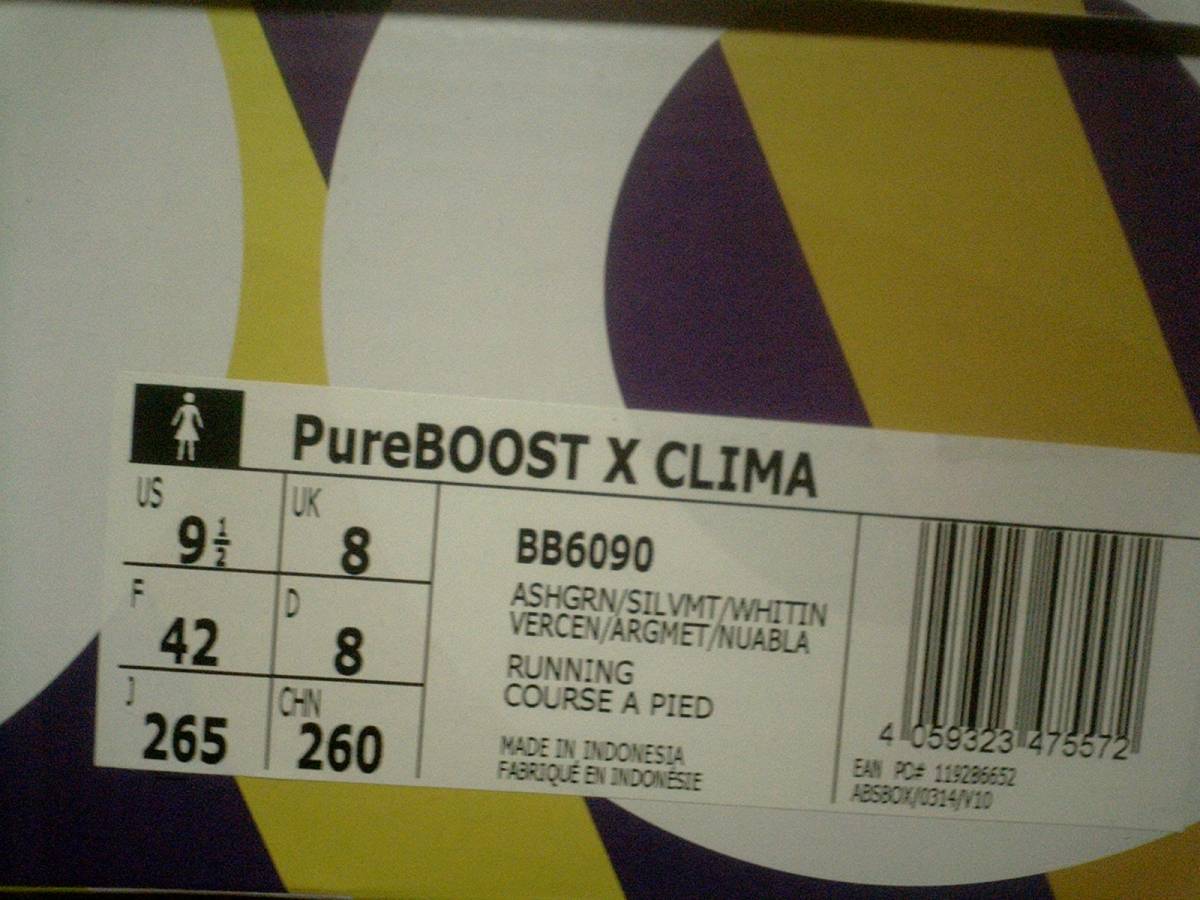 PureBOOST X CLIMA
US
9 1/2
UK
8
F
42
D
8
J
265
CHN
260
BB6090
ASHGRN/SILVMT/WHITIN
VERCEN/ARGMET/NUABLA
RUNNING
COURSE A PIED
MADE IN INDONESIA
FABRIQUÉ EN INDONÉSIE
4 059323 475572
EAN PO# 119286652
ABSBOX/0314/V10